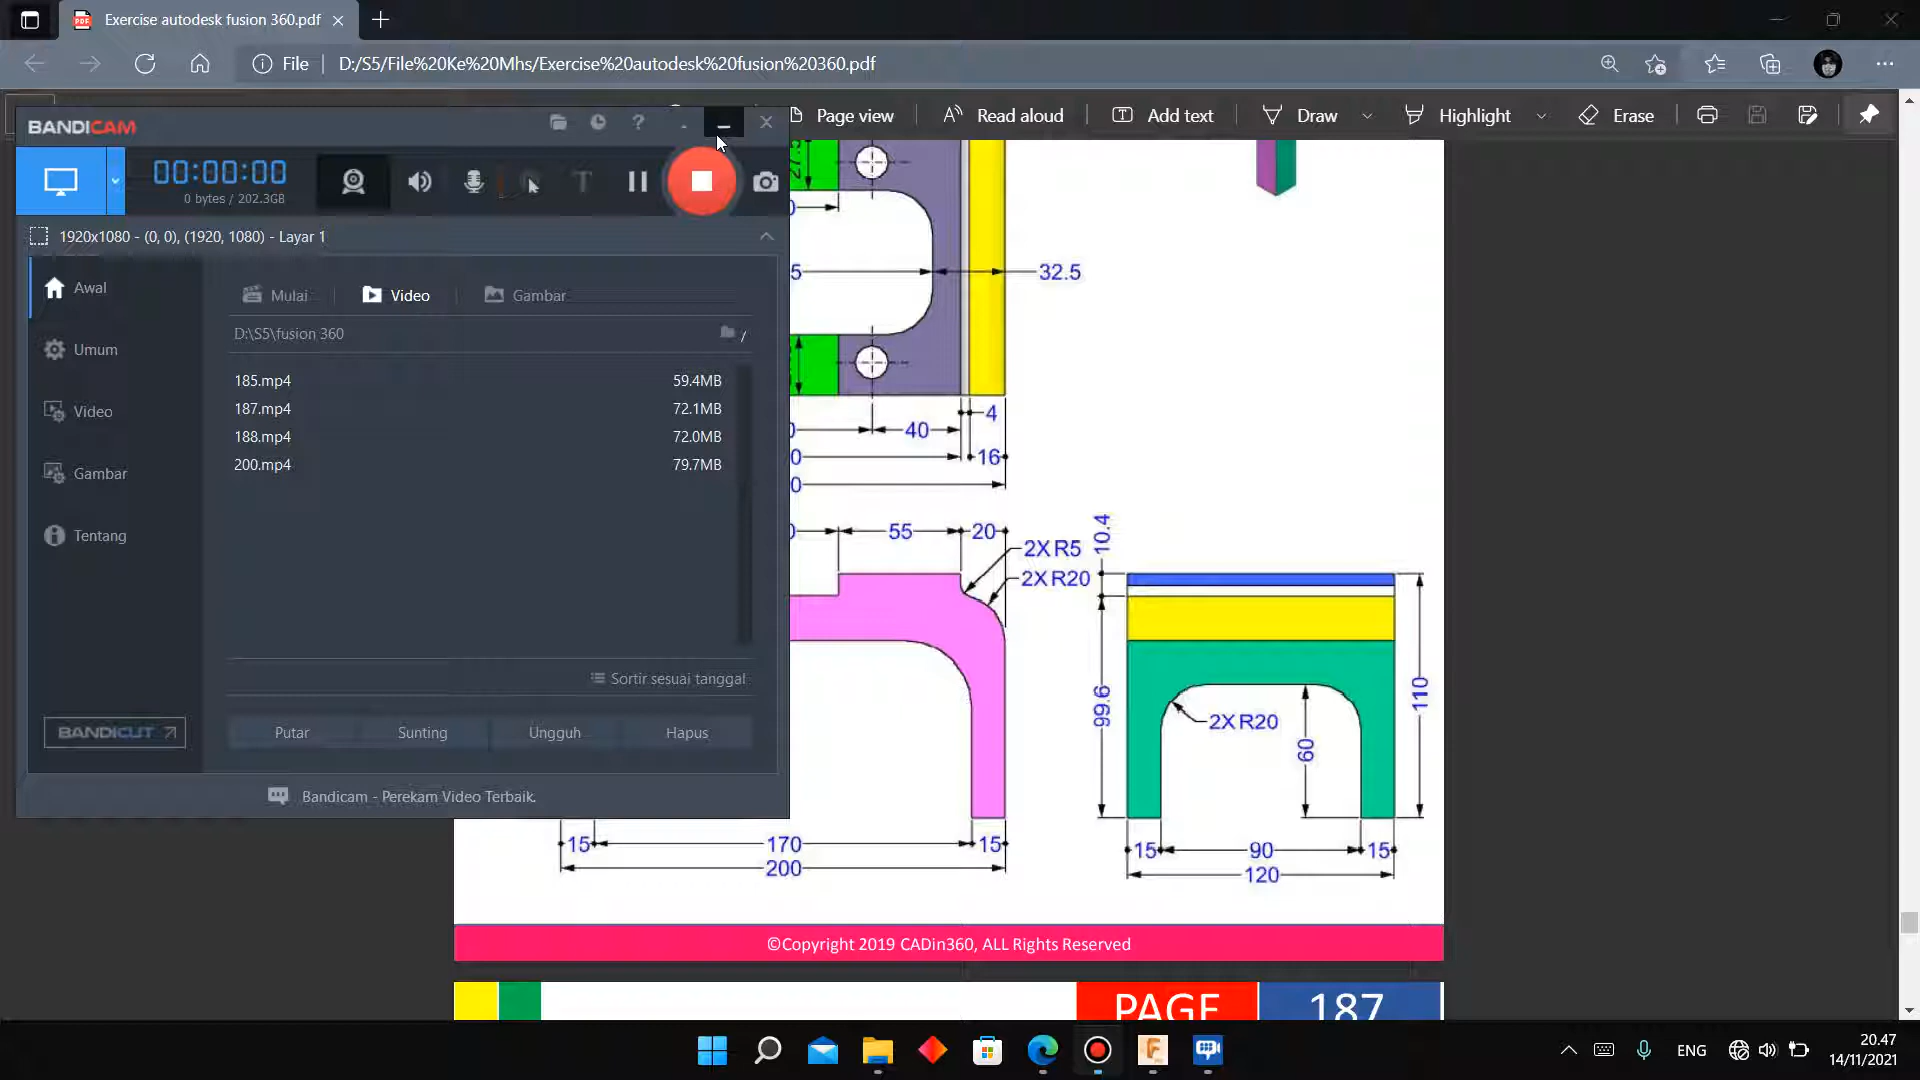 Exercise autodesk fusion 360.pdf
File
D:/S5/File%20Ke%20Mhs/Exercise%20autodesk%20fusion%20360.pdf
Page view
Read aloud
Add text
Draw
Highlight
Erase
BANDICAM
00:00:00
0 bytes / 202.3GB
1920x1080 - (0, 0), (1920, 1080) - Layar 1
Awal
Umum
Video
Gambar
Tentang
BANDICUT
Mulai
Video
Gambar
D:\S5\fusion 360
185.mp4 59.4MB
187.mp4 72.1MB
188.mp4 72.0MB
200.mp4 79.7MB
Sortir sesuai tanggal
Putar
Sunting
Ungguh
Hapus
Bandicam - Perekam Video Terbaik.
32.5
4
40
16
55
20
2X R5
2X R20
10.4
99.6
2X R20
60
110
15
170
15
200
15
90
15
120
©Copyright 2019 CADin360, ALL Rights Reserved
PAGE 187
ENG
20.47
14/11/2021